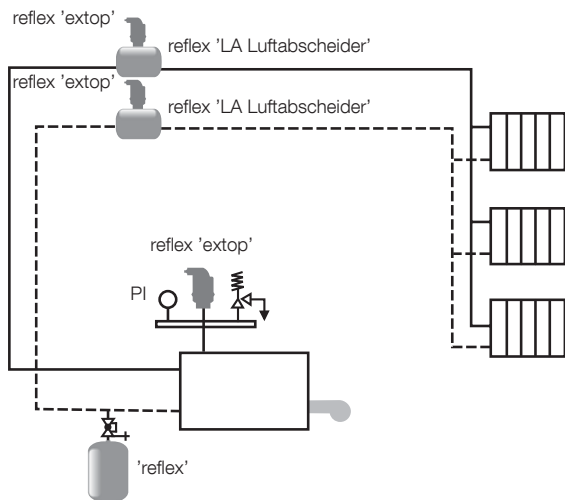 reflex ’extop’
reflex ’LA Luftabscheider’
reflex ’extop’
reflex ’LA Luftabscheider’
reflex ’extop’
PI
’reflex’